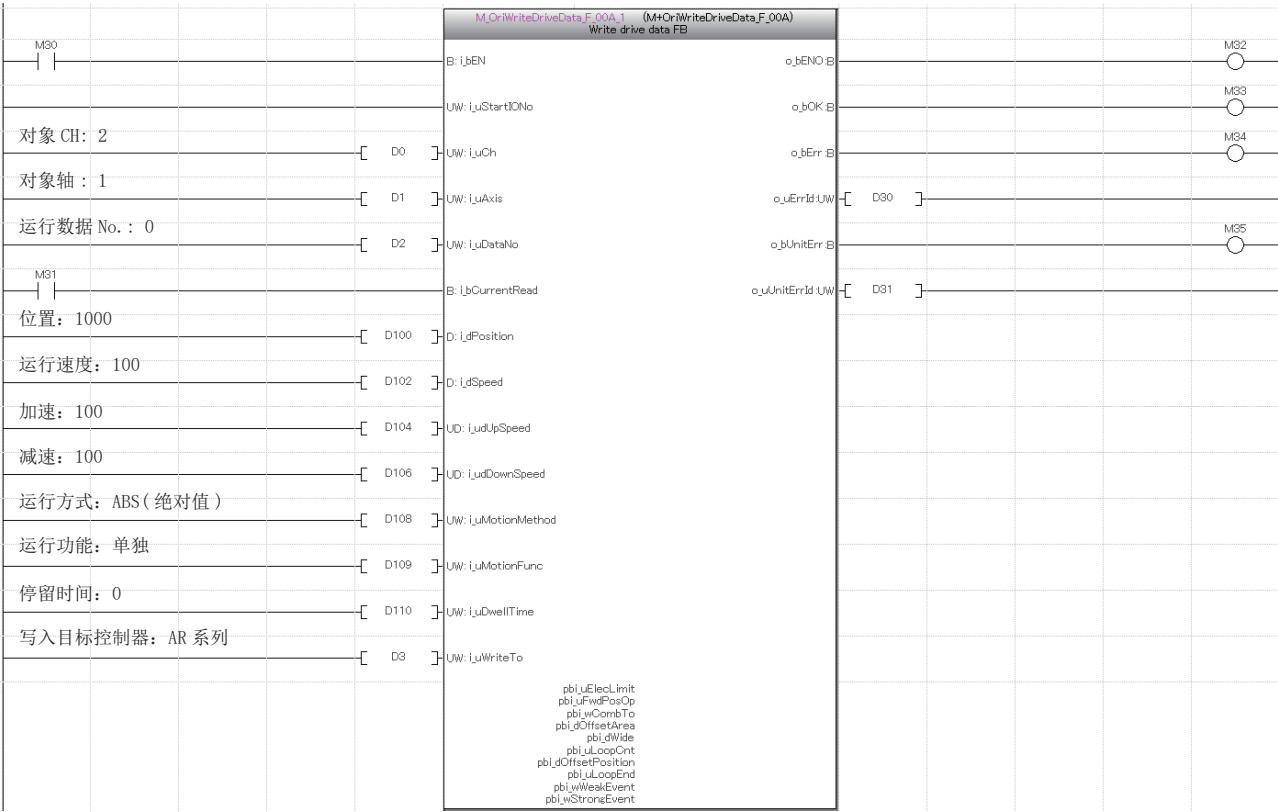 M_OriWriteDriveData_F_00A_1 (M+OriWriteDriveData_F_00A)
Write drive data FB
M30
B: i_bEN
o_bENO:B
M32
UW: i_uStartIONo
o_bOK:B
M33
对象 CH: 2
D0
UW: i_uCh
o_bErr:B
M34
对象轴：1
D1
UW: i_uAxis
o_uErrId:UW
D30
运行数据 No.: 0
D2
UW: i_uDataNo
o_bUnitErr:B
M35
M31
B: i_bCurrentRead
o_uUnitErrId:UW
D31
位置：1000
D100
D: i_dPosition
运行速度：100
D102
D: i_dSpeed
加速：100
D104
UD: i_udUpSpeed
减速：100
D106
UD: i_udDownSpeed
运行方式：ABS(绝对值)
D108
UW: i_uMotionMethod
运行功能：单独
D109
UW: i_uMotionFunc
停留时间：0
D110
UW: i_uDwellTime
写入目标控制器：AR 系列
D3
UW: i_uWriteTo
pbi_uElecLimit
pbi_uFwdPosOp
pbi_wCombTo
pbi_dOffsetArea
pbi_dWide
pbi_uLoopCnt
pbi_dOffsetPosition
pbi_uLoopEnd
pbi_wWeakEvent
pbi_wStrongEvent